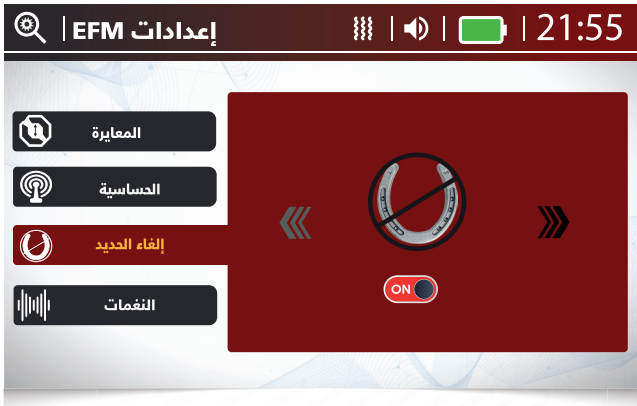 إعدادات EFM
21:55
المعايرة
الحساسية
إلغاء الحديد
النغمات
ON